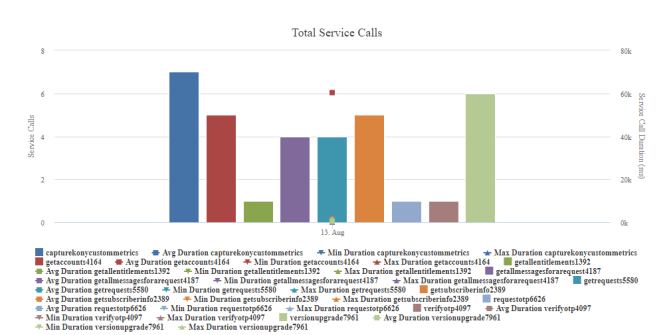 Total Service Calls
8 80k
6 60k
4 40k
2 20k
0 0k
Service Calls
Service Call Duration (ms)
13. Aug
capturekonycustommetrics Avg Duration capturekonycustommetrics Min Duration capturekonycustommetrics Max Duration capturekonycustommetrics
getaccounts4164 Avg Duration getaccounts4164 Min Duration getaccounts4164 Max Duration getaccounts4164 getallentitlements1392
Avg Duration getallentitlements1392 Min Duration getallentitlements1392 Max Duration getallentitlements1392 getallmessagesforarequest4187
Avg Duration getallmessagesforarequest4187 Min Duration getallmessagesforarequest4187 Max Duration getallmessagesforarequest4187 getrequests5580
Avg Duration getrequests5580 Min Duration getrequests5580 Max Duration getrequests5580 getsubscriberinfo2389
Avg Duration getsubscriberinfo2389 Min Duration getsubscriberinfo2389 Max Duration getsubscriberinfo2389 requestotp6626
Avg Duration requestotp6626 Min Duration requestotp6626 Max Duration requestotp6626 verifyotp4097 Avg Duration verifyotp4097
Min Duration verifyotp4097 Max Duration verifyotp4097 versionupgrade7961 Avg Duration versionupgrade7961
Min Duration versionupgrade7961 Max Duration versionupgrade7961